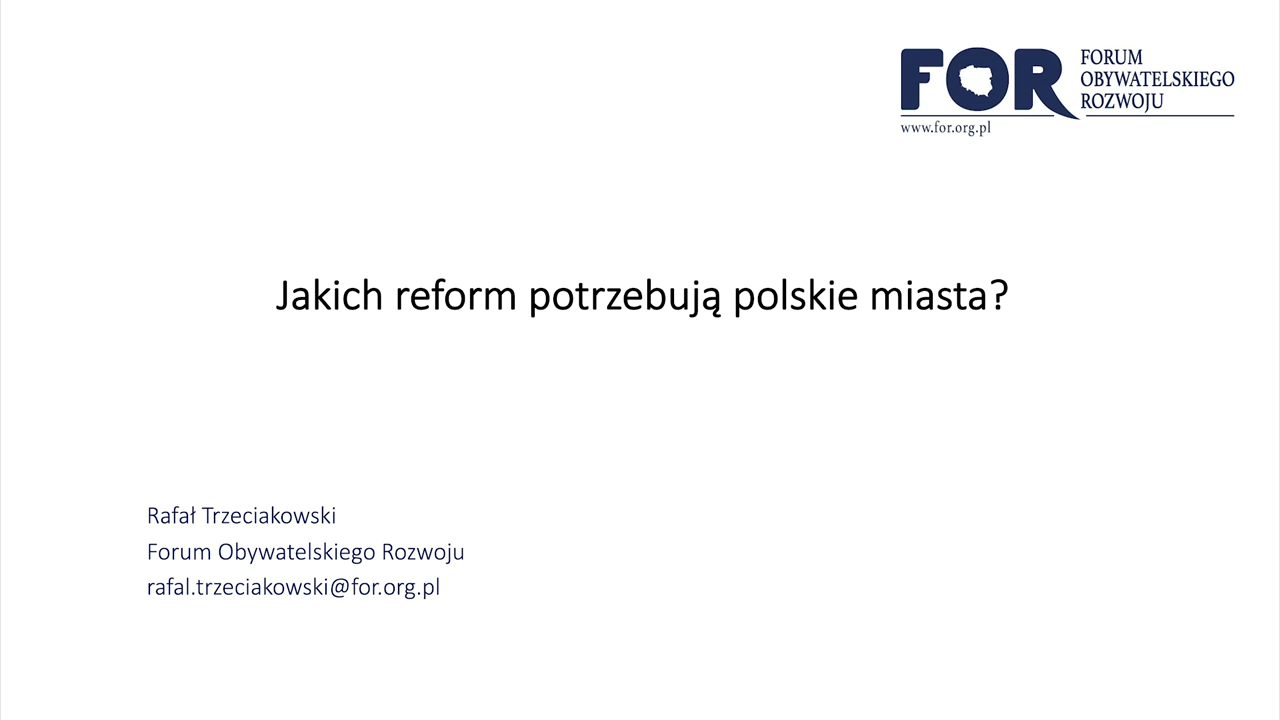 FOR
FORUM
OBYWATELSKIEGO
ROZWOJU
www.for.org.pl
Jakich reform potrzebują polskie miasta?
Rafał Trzeciakowski
Forum Obywatelskiego Rozwoju
rafal.trzeciakowski@for.org.pl